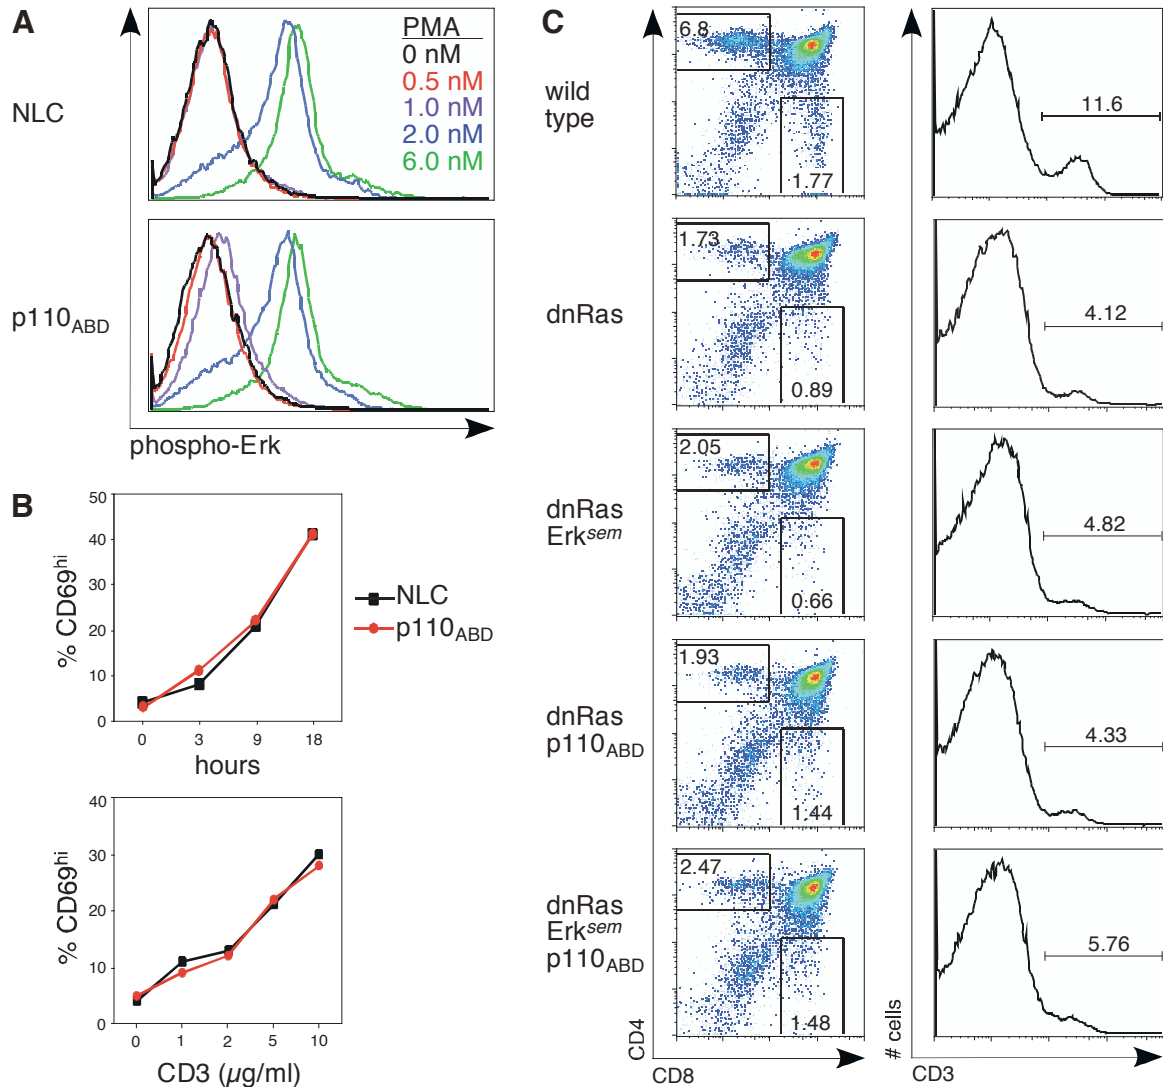 A
NLC
PMA
0 nM
0.5 nM
1.0 nM
2.0 nM
6.0 nM
p110ABD
phospho-Erk
B
50
40
30
20
10
0
% CD69hi
0 3 9 18
hours
NLC
p110ABD
40
30
20
10
0
% CD69hi
0 1 2 5 10
CD3 (µg/ml)
C
wild
type
6.8
1.77
11.6
dnRas
1.73
0.89
4.12
dnRas
Erksem
2.05
0.66
4.82
dnRas
p110ABD
1.93
1.44
4.33
dnRas
Erksem
p110ABD
2.47
1.48
5.76
CD4
CD8
# cells
CD3